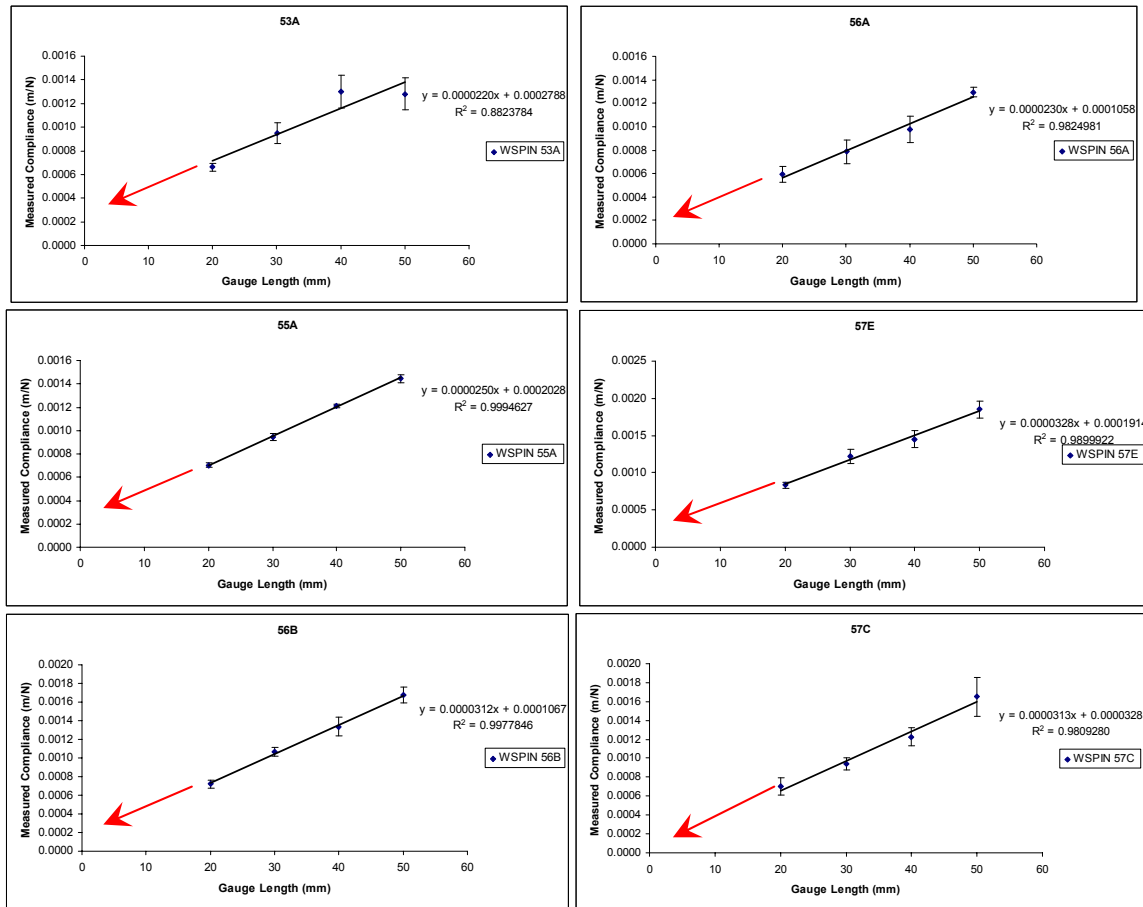 53A
Measured Compliance (m/N)
0.0016
0.0014
0.0012
0.0010
0.0008
0.0006
0.0004
0.0002
0.0000
0 10 20 30 40 50 60
Gauge Length (mm)
y = 0.0000220x + 0.0002788
R² = 0.8823784
WSPIN 53A
56A
Measured Compliance (m/N)
0.0016
0.0014
0.0012
0.0010
0.0008
0.0006
0.0004
0.0002
0.0000
0 10 20 30 40 50 60
Gauge Length (mm)
y = 0.0000230x + 0.0001058
R² = 0.9824981
WSPIN 56A
55A
Measured Compliance (m/N)
0.0016
0.0014
0.0012
0.0010
0.0008
0.0006
0.0004
0.0002
0.0000
0 10 20 30 40 50 60
Gauge Length (mm)
y = 0.0000250x + 0.0002028
R² = 0.9994627
WSPIN 55A
57E
Measured Compliance (m/N)
0.0025
0.0020
0.0015
0.0010
0.0005
0.0000
0 10 20 30 40 50 60
Gauge Length (mm)
y = 0.0000328x + 0.0001914
R² = 0.9899922
WSPIN 57E
56B
Measured Compliance (m/N)
0.0020
0.0018
0.0016
0.0014
0.0012
0.0010
0.0008
0.0006
0.0004
0.0002
0.0000
0 10 20 30 40 50 60
Gauge Length (mm)
y = 0.0000312x + 0.0001067
R² = 0.9977846
WSPIN 56B
57C
Measured Compliance (m/N)
0.0020
0.0018
0.0016
0.0014
0.0012
0.0010
0.0008
0.0006
0.0004
0.0002
0.0000
0 10 20 30 40 50 60
Gauge Length (mm)
y = 0.0000313x + 0.0000328
R² = 0.9809280
WSPIN 57C